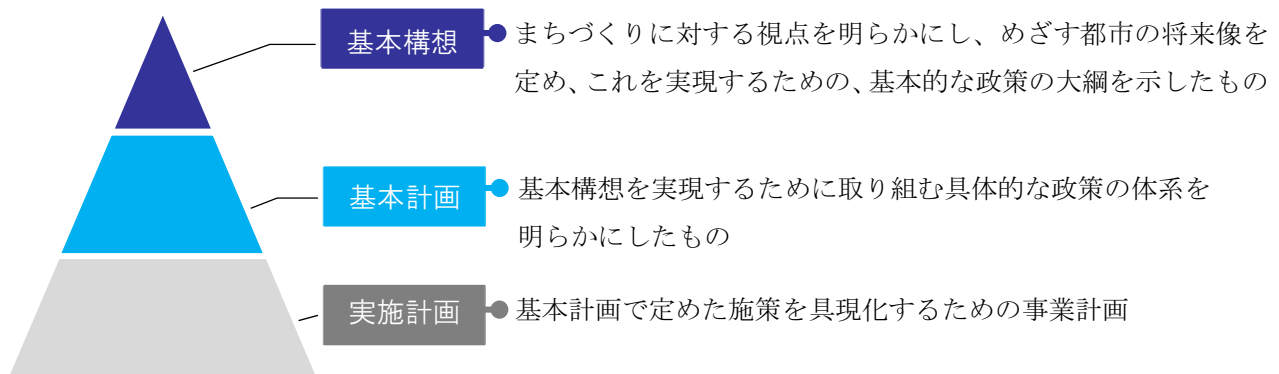 基本構想
まちづくりに対する視点を明らかにし、めざす都市の将来像を
定め、これを実現するための、基本的な政策の大綱を示したもの
基本計画
基本構想を実現するために取り組む具体的な政策の体系を
明らかにしたもの
実施計画
基本計画で定めた施策を具現化するための事業計画